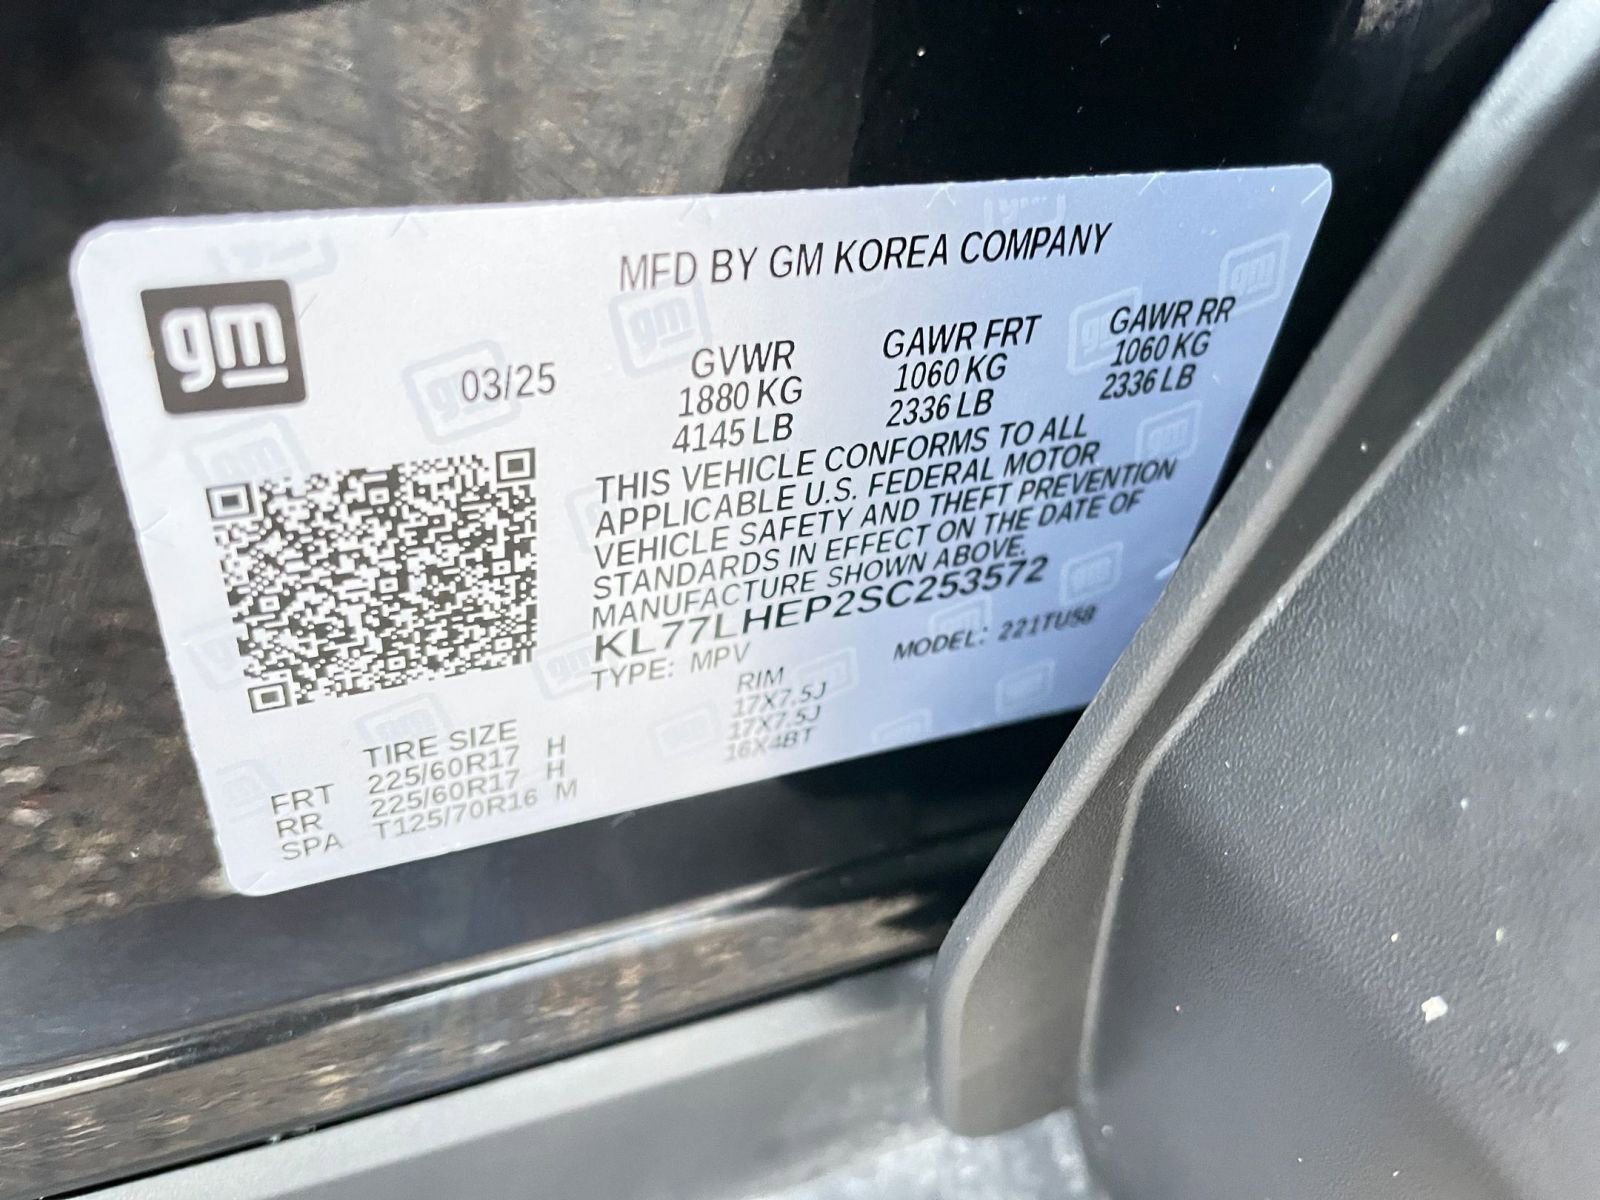 gm
MFD BY GM KOREA COMPANY
03/25
GVWR
1880 KG
4145 LB
GAWR FRT
1060 KG
2336 LB
GAWR RR
1060 KG
2336 LB
THIS VEHICLE CONFORMS TO ALL
APPLICABLE U.S. FEDERAL MOTOR
VEHICLE SAFETY AND THEFT PREVENTION
STANDARDS IN EFFECT ON THE DATE OF
MANUFACTURE SHOWN ABOVE.
KL77LHEP2SC253572
TYPE: MPV
MODEL: 221TU58
TIRE SIZE
RIM
FRT 225/60R17 H 17X7.5J
RR 225/60R17 H 17X7.5J
SPA T125/70R16 M 16X4BT